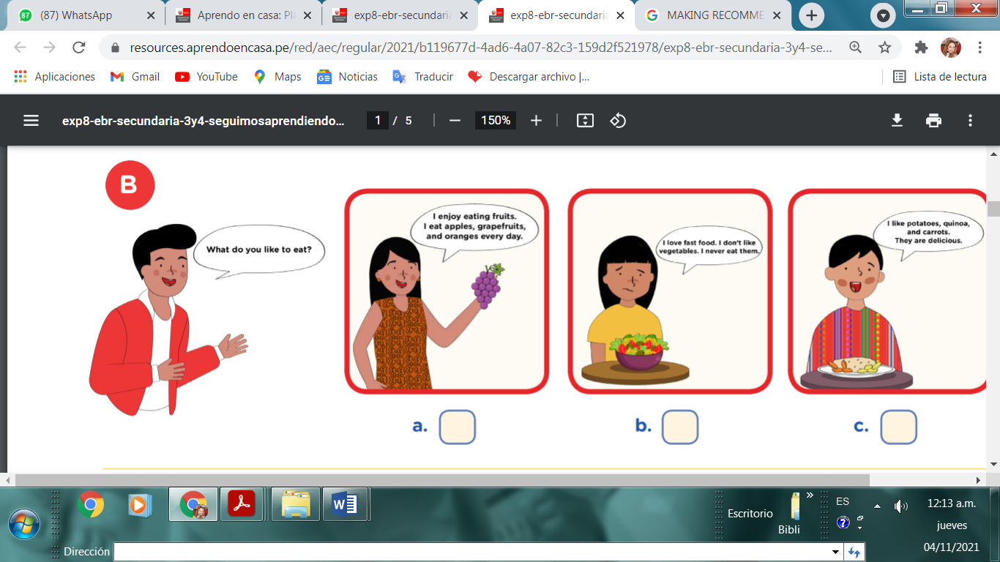 (87) WhatsApp
Aprendo en casa: Pla
exp8-ebr-secundaria
exp8-ebr-secundaria
MAKING RECOMME
resources.aprendoencasa.pe/red/aec/regular/2021/b119677d-4ad6-4a07-82c3-159d2f521978/exp8-ebr-secundaria-3y4-se...
Aplicaciones
Gmail
YouTube
Maps
Noticias
Traducir
Descargar archivo |...
Lista de lectura
exp8-ebr-secundaria-3y4-seguimosaprendiendo...
1 / 5
150%
B
What do you like to eat?
I enjoy eating fruits.
I eat apples, grapefruits,
and oranges every day.
I love fast food. I don't like
vegetables. I never eat them.
I like potatoes, quinoa,
and carrots.
They are delicious.
a.
b.
c.
Escritorio
Bibli
ES
12:13 a.m.
jueves
04/11/2021
Dirección